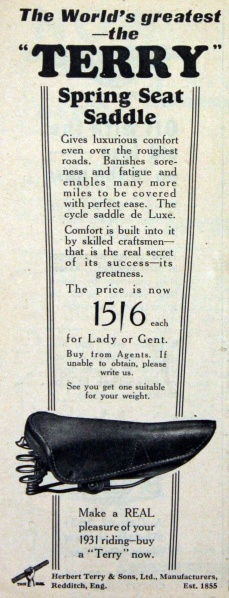 The World's greatest
—the
"TERRY"
Spring Seat
Saddle
Gives luxurious comfort
even over the roughest
roads. Banishes sore-
ness and fatigue and
enables many more
miles to be covered
with perfect ease. The
cycle saddle de Luxe.
Comfort is built into it
by skilled craftsmen—
that is the real secret
of its success—its
greatness.
The price is now
15/6 each
for Lady or Gent.
Buy from Agents. If
unable to obtain, please
write us.
See you get one suitable
for your weight.
Make a REAL
pleasure of your
1931 riding—buy
a "Terry" now.
Herbert Terry & Sons, Ltd., Manufacturers,
Redditch, Eng. Est. 1855